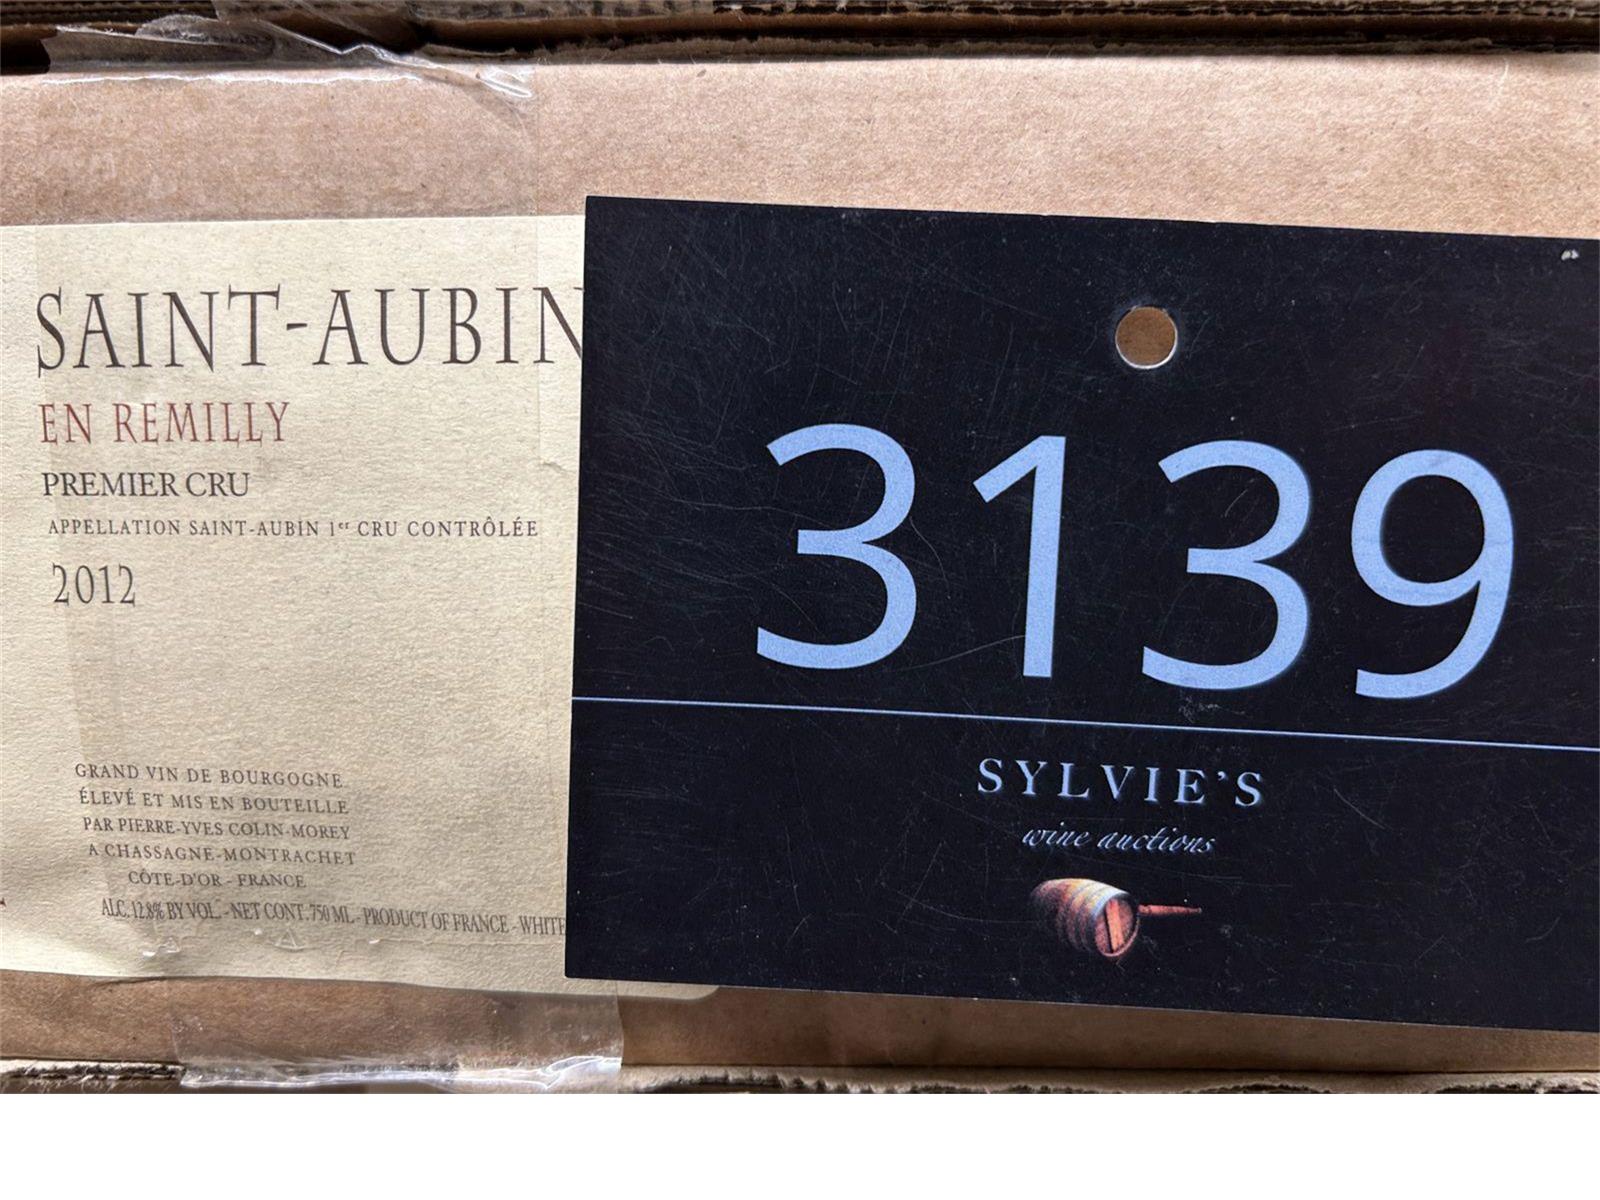 SAINT-AUBIN
EN REMILLY
PREMIER CRU
APPELLATION SAINT-AUBIN 1er CRU CONTRÔLÉE
2012
GRAND VIN DE BOURGOGNE
ÉLEVÉ ET MIS EN BOUTEILLE
PAR PIERRE-YVES COLIN-MOREY
A CHASSAGNE-MONTRACHET
CÔTE-D'OR - FRANCE
ALC. 12.8% BY VOL. - NET CONT. 750 ML - PRODUCT OF FRANCE - WHITE
3139
SYLVIE'S
wine auctions